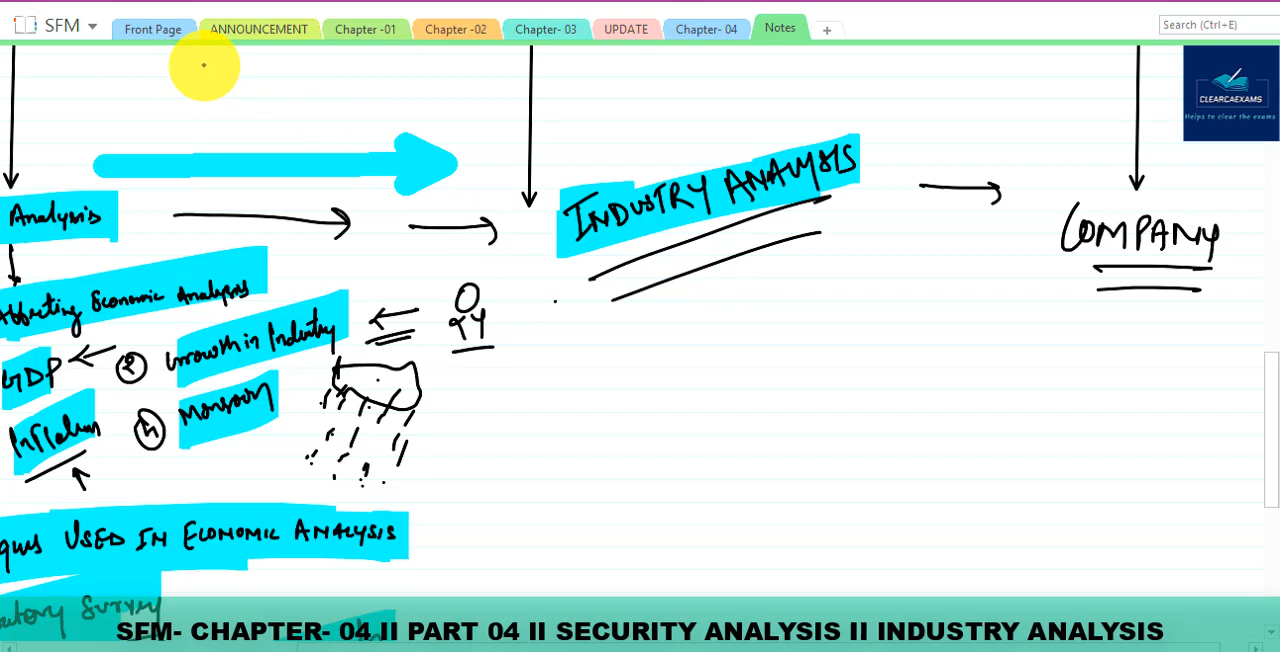 SFM
Front Page
ANNOUNCEMENT
Chapter -01
Chapter -02
Chapter- 03
UPDATE
Chapter- 04
Notes
+
Search (Ctrl+E)
CLEARCAEXAMS
Helps to clear the exams
Analysis
INDUSTRY ANALYSIS
COMPANY
Affecting Economic Analysis
GDP
② Growth in Industry
Inflation
④ Monsoon
USED IN ECONOMIC ANALYSIS
Survey
SFM- CHAPTER- 04 II PART 04 II SECURITY ANALYSIS II INDUSTRY ANALYSIS